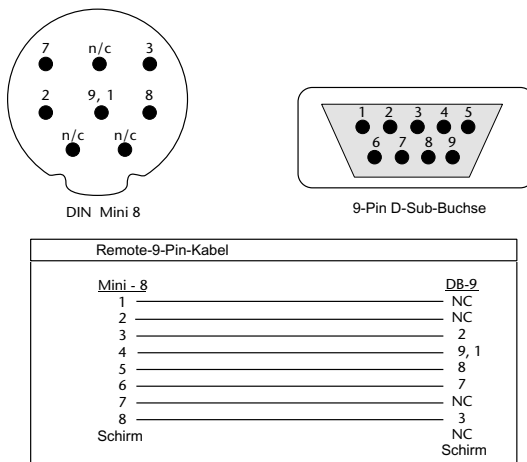 7 n/c 3
2 9, 1 8
n/c n/c
DIN Mini 8
1 2 3 4 5
6 7 8 9
9-Pin D-Sub-Buchse
Remote-9-Pin-Kabel
Mini - 8 DB-9
1 NC
2 NC
3 2
4 9, 1
5 8
6 7
7 NC
8 3
Schirm NC
Schirm